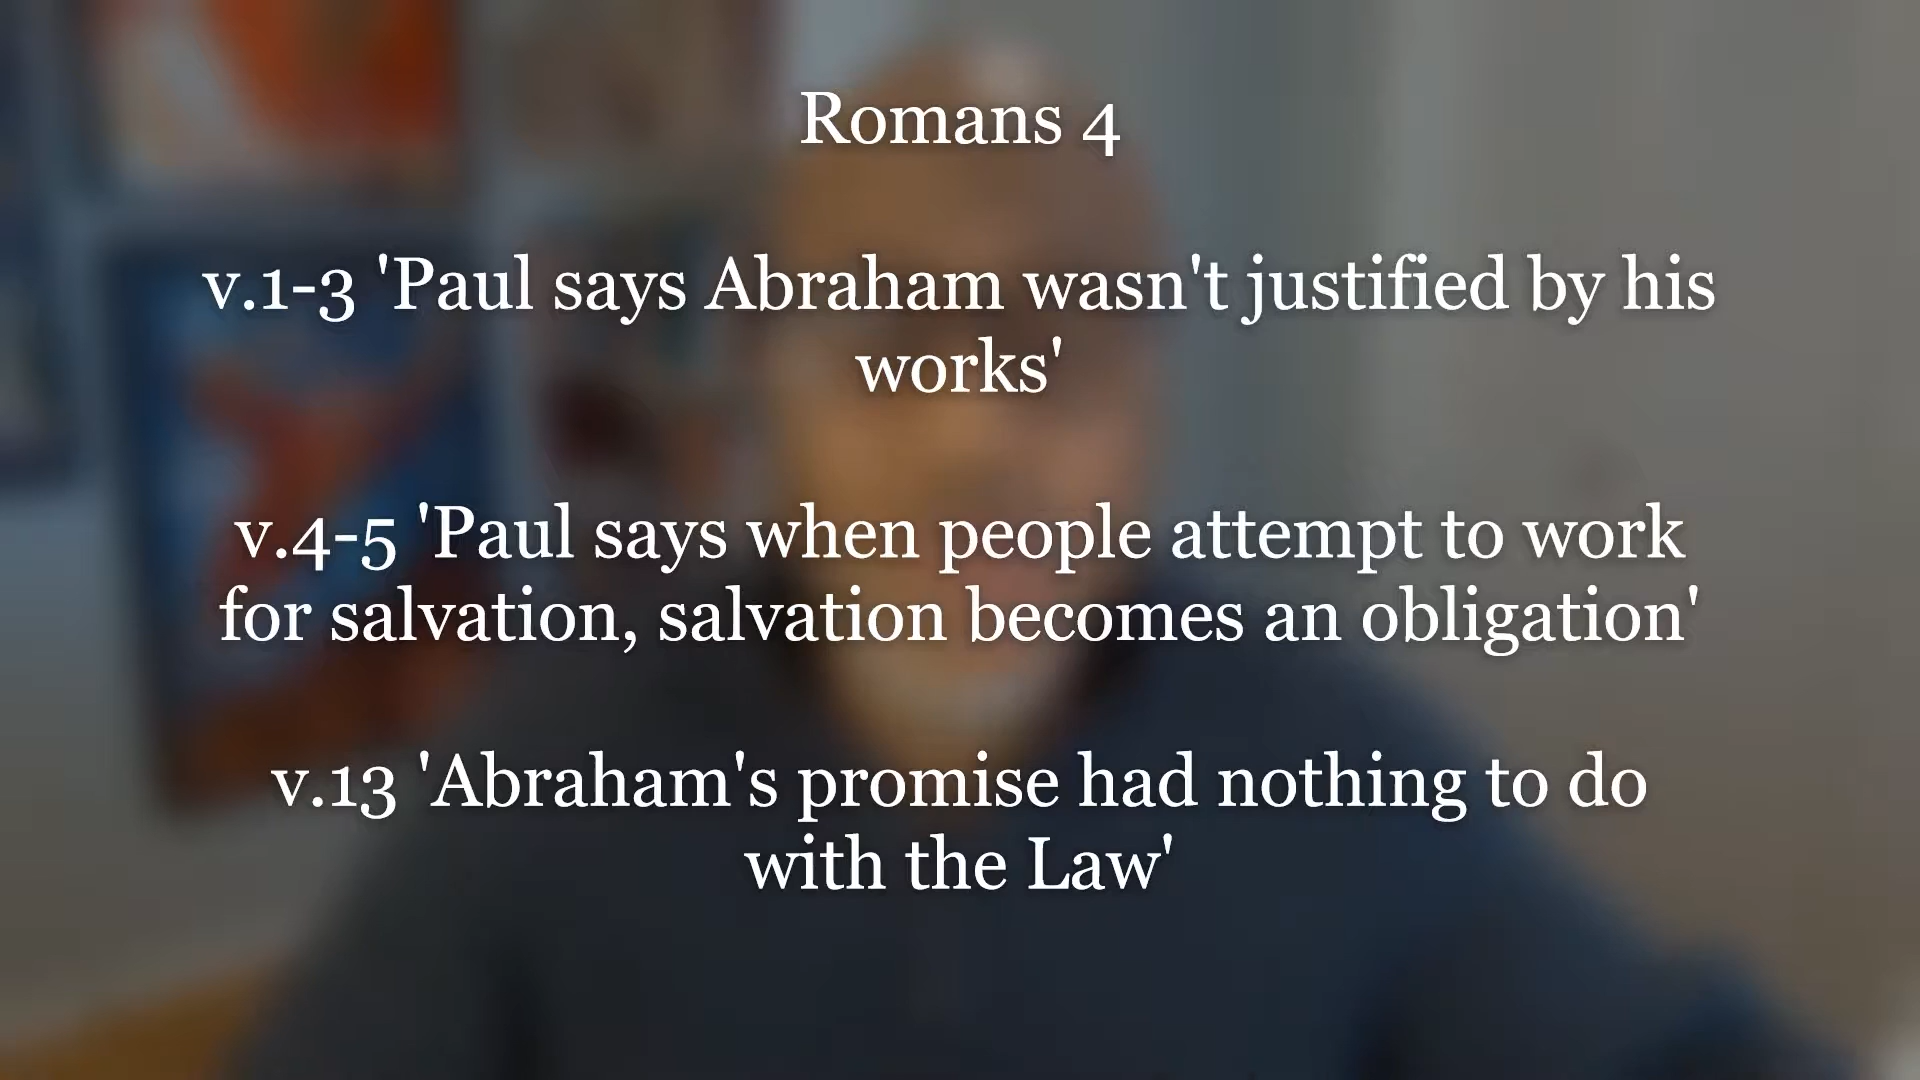 Romans 4
v.1-3 'Paul says Abraham wasn't justified by his
works'
v.4-5 'Paul says when people attempt to work
for salvation, salvation becomes an obligation'
v.13 'Abraham's promise had nothing to do
with the Law'